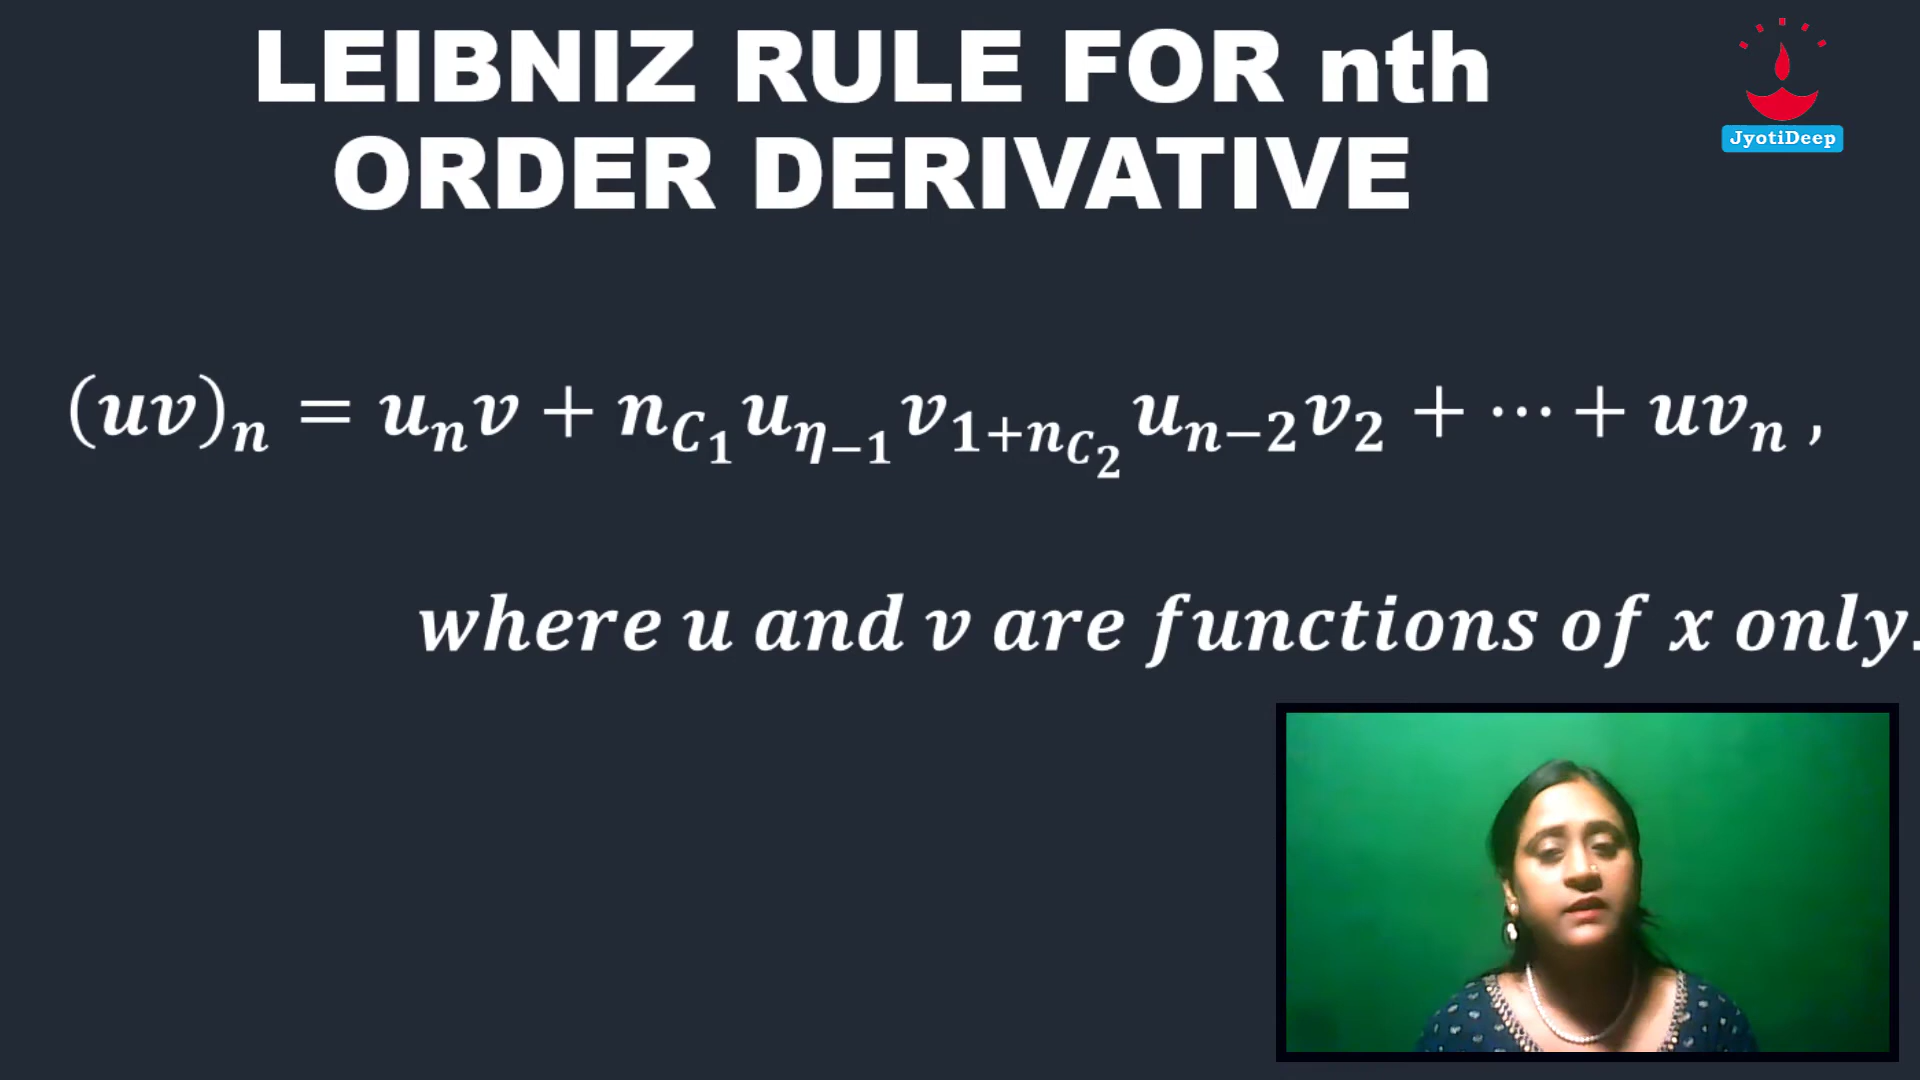 LEIBNIZ RULE FOR nth
JyotiDeep
ORDER DERIVATIVE
(uv)ₙ = uₙv + n_{C₁}u_{η−1}v_{1+n_{C₂}}u_{n−2}v₂ + ⋯ + uvₙ ,
where u and v are functions of x only.